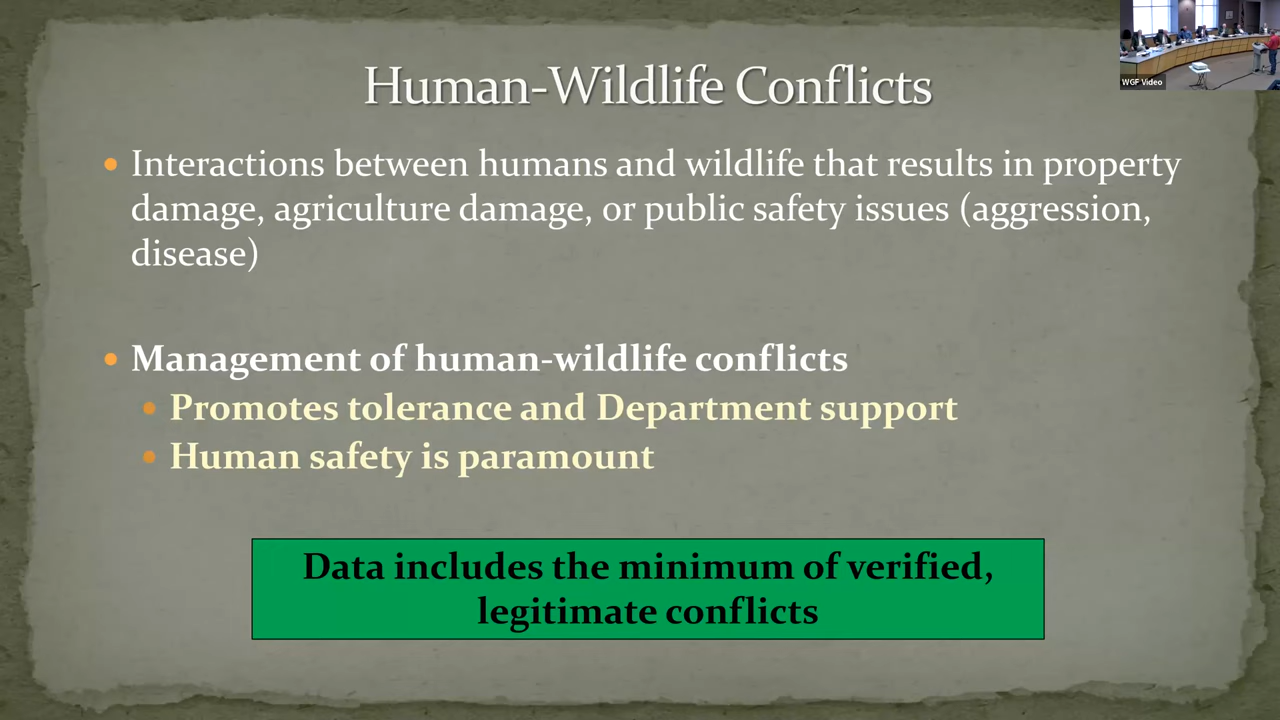 Human-Wildlife Conflicts
WGF Video
Interactions between humans and wildlife that results in property
damage, agriculture damage, or public safety issues (aggression,
disease)
Management of human-wildlife conflicts
Promotes tolerance and Department support
Human safety is paramount
Data includes the minimum of verified,
legitimate conflicts